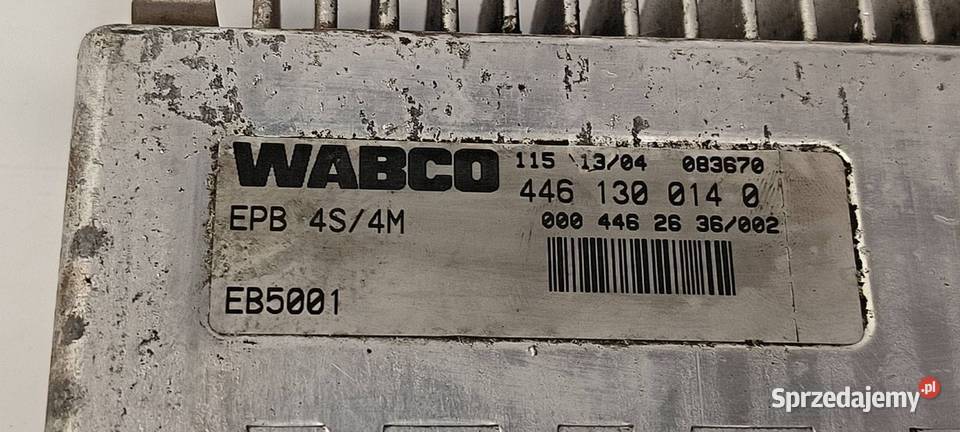 WABCO 115 13/04 083670
446 130 014 0
EPB 4S/4M 000 446 26 36/002
EB5001
Sprzedajemy.pl